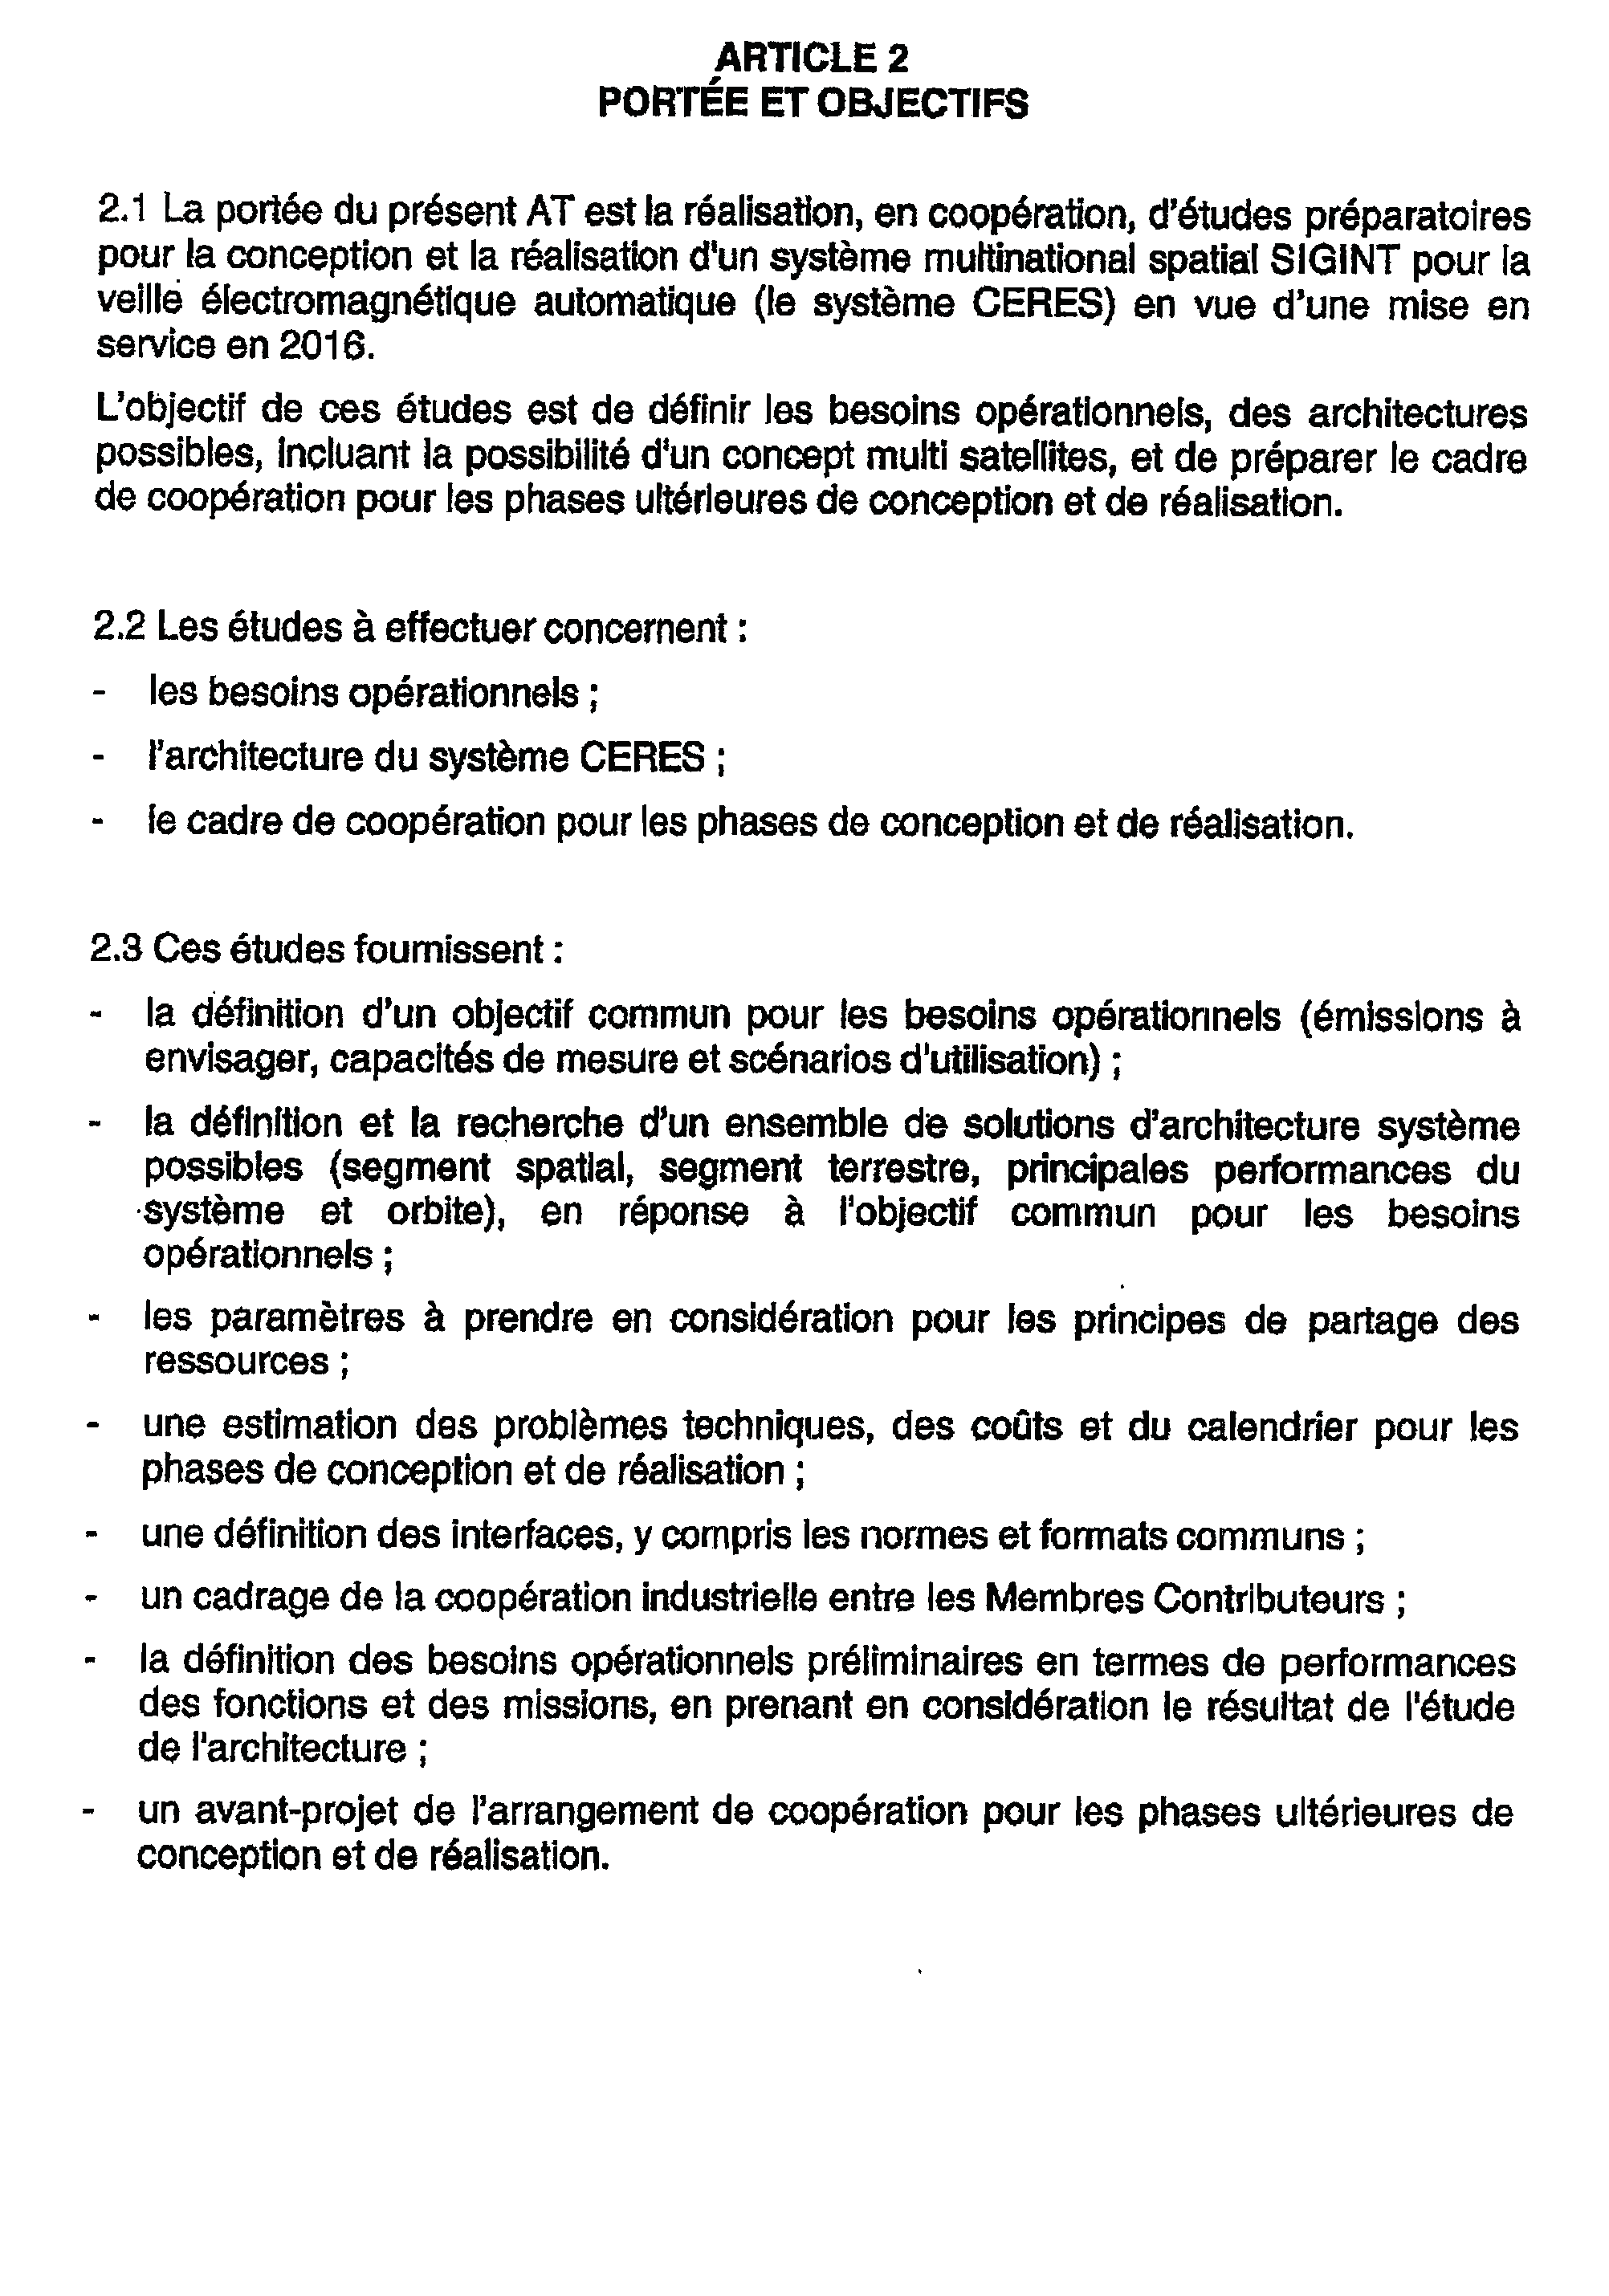 ARTICLE 2
PORTÉE ET OBJECTIFS
2.1 La portée du présent AT est la réalisation, en coopération, d'études préparatoires
pour la conception et la réalisation d'un système multinational spatial SIGINT pour la
veille électromagnétique automatique (le système CERES) en vue d'une mise en
service en 2016.
L'objectif de ces études est de définir les besoins opérationnels, des architectures
possibles, incluant la possibilité d'un concept multi satellites, et de préparer le cadre
de coopération pour les phases ultérieures de conception et de réalisation.
2.2 Les études à effectuer concernent :
- les besoins opérationnels ;
- l'architecture du système CERES ;
- le cadre de coopération pour les phases de conception et de réalisation.
2.3 Ces études fournissent :
- la définition d'un objectif commun pour les besoins opérationnels (émissions à
envisager, capacités de mesure et scénarios d'utilisation) ;
- la définition et la recherche d'un ensemble de solutions d'architecture système
possibles (segment spatial, segment terrestre, principales performances du
système et orbite), en réponse à l'objectif commun pour les besoins
opérationnels ;
- les paramètres à prendre en considération pour les principes de partage des
ressources ;
- une estimation des problèmes techniques, des coûts et du calendrier pour les
phases de conception et de réalisation ;
- une définition des interfaces, y compris les normes et formats communs ;
- un cadrage de la coopération industrielle entre les Membres Contributeurs ;
- la définition des besoins opérationnels préliminaires en termes de performances
des fonctions et des missions, en prenant en considération le résultat de l'étude
de l'architecture ;
- un avant-projet de l'arrangement de coopération pour les phases ultérieures de
conception et de réalisation.